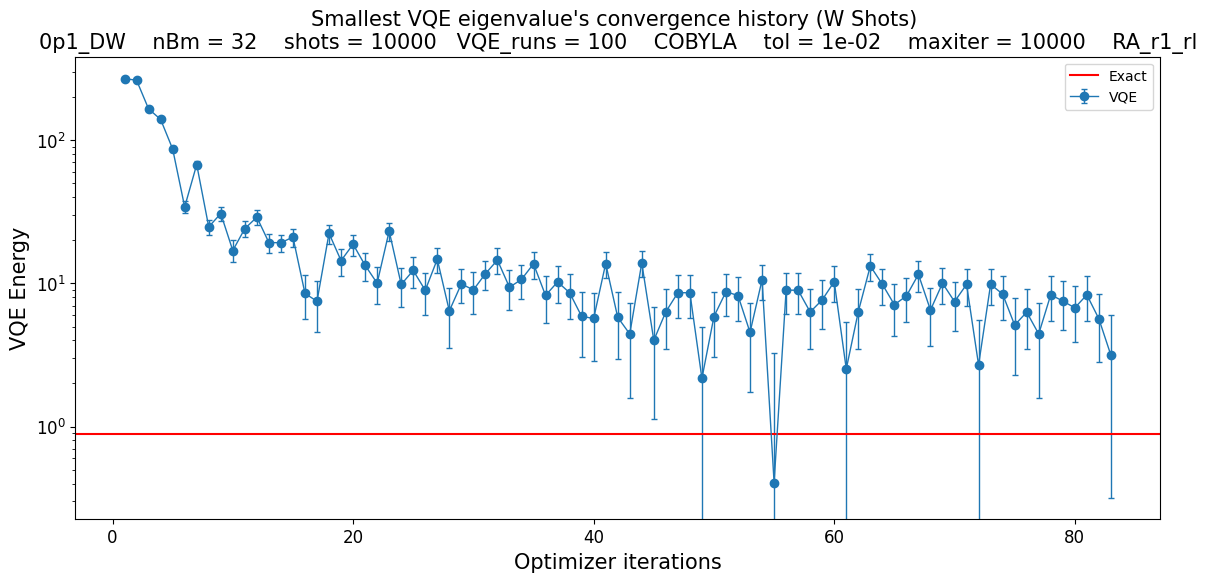 Smallest VQE eigenvalue's convergence history (W Shots)
0p1_DW    nBm = 32    shots = 10000   VQE_runs = 100    COBYLA    tol = 1e-02    maxiter = 10000    RA_r1_rl
Exact
VQE
VQE Energy
10²
10¹
10⁰
0 20 40 60 80
Optimizer iterations